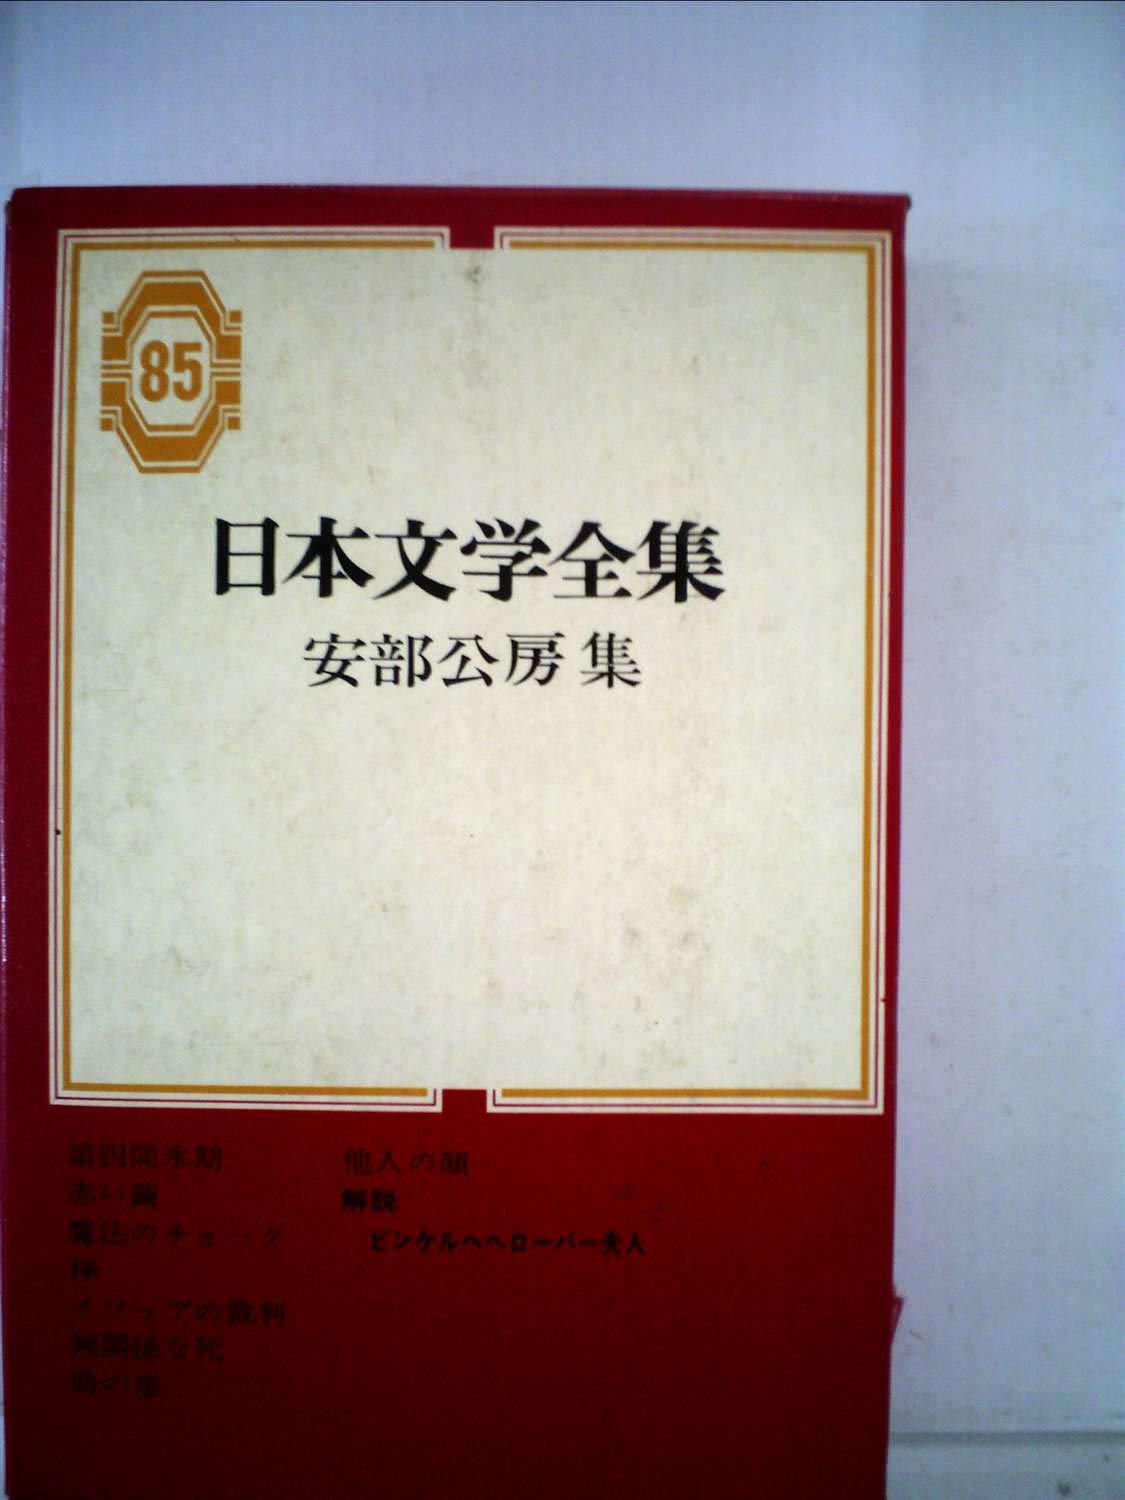 85
日本文学全集
安部公房集
第四間氷期
赤い繭
魔法のチョーク
棒
イソップの裁判
無関係な死
時の崖
他人の顔
解説
ビンケルヘヘローバー夫人